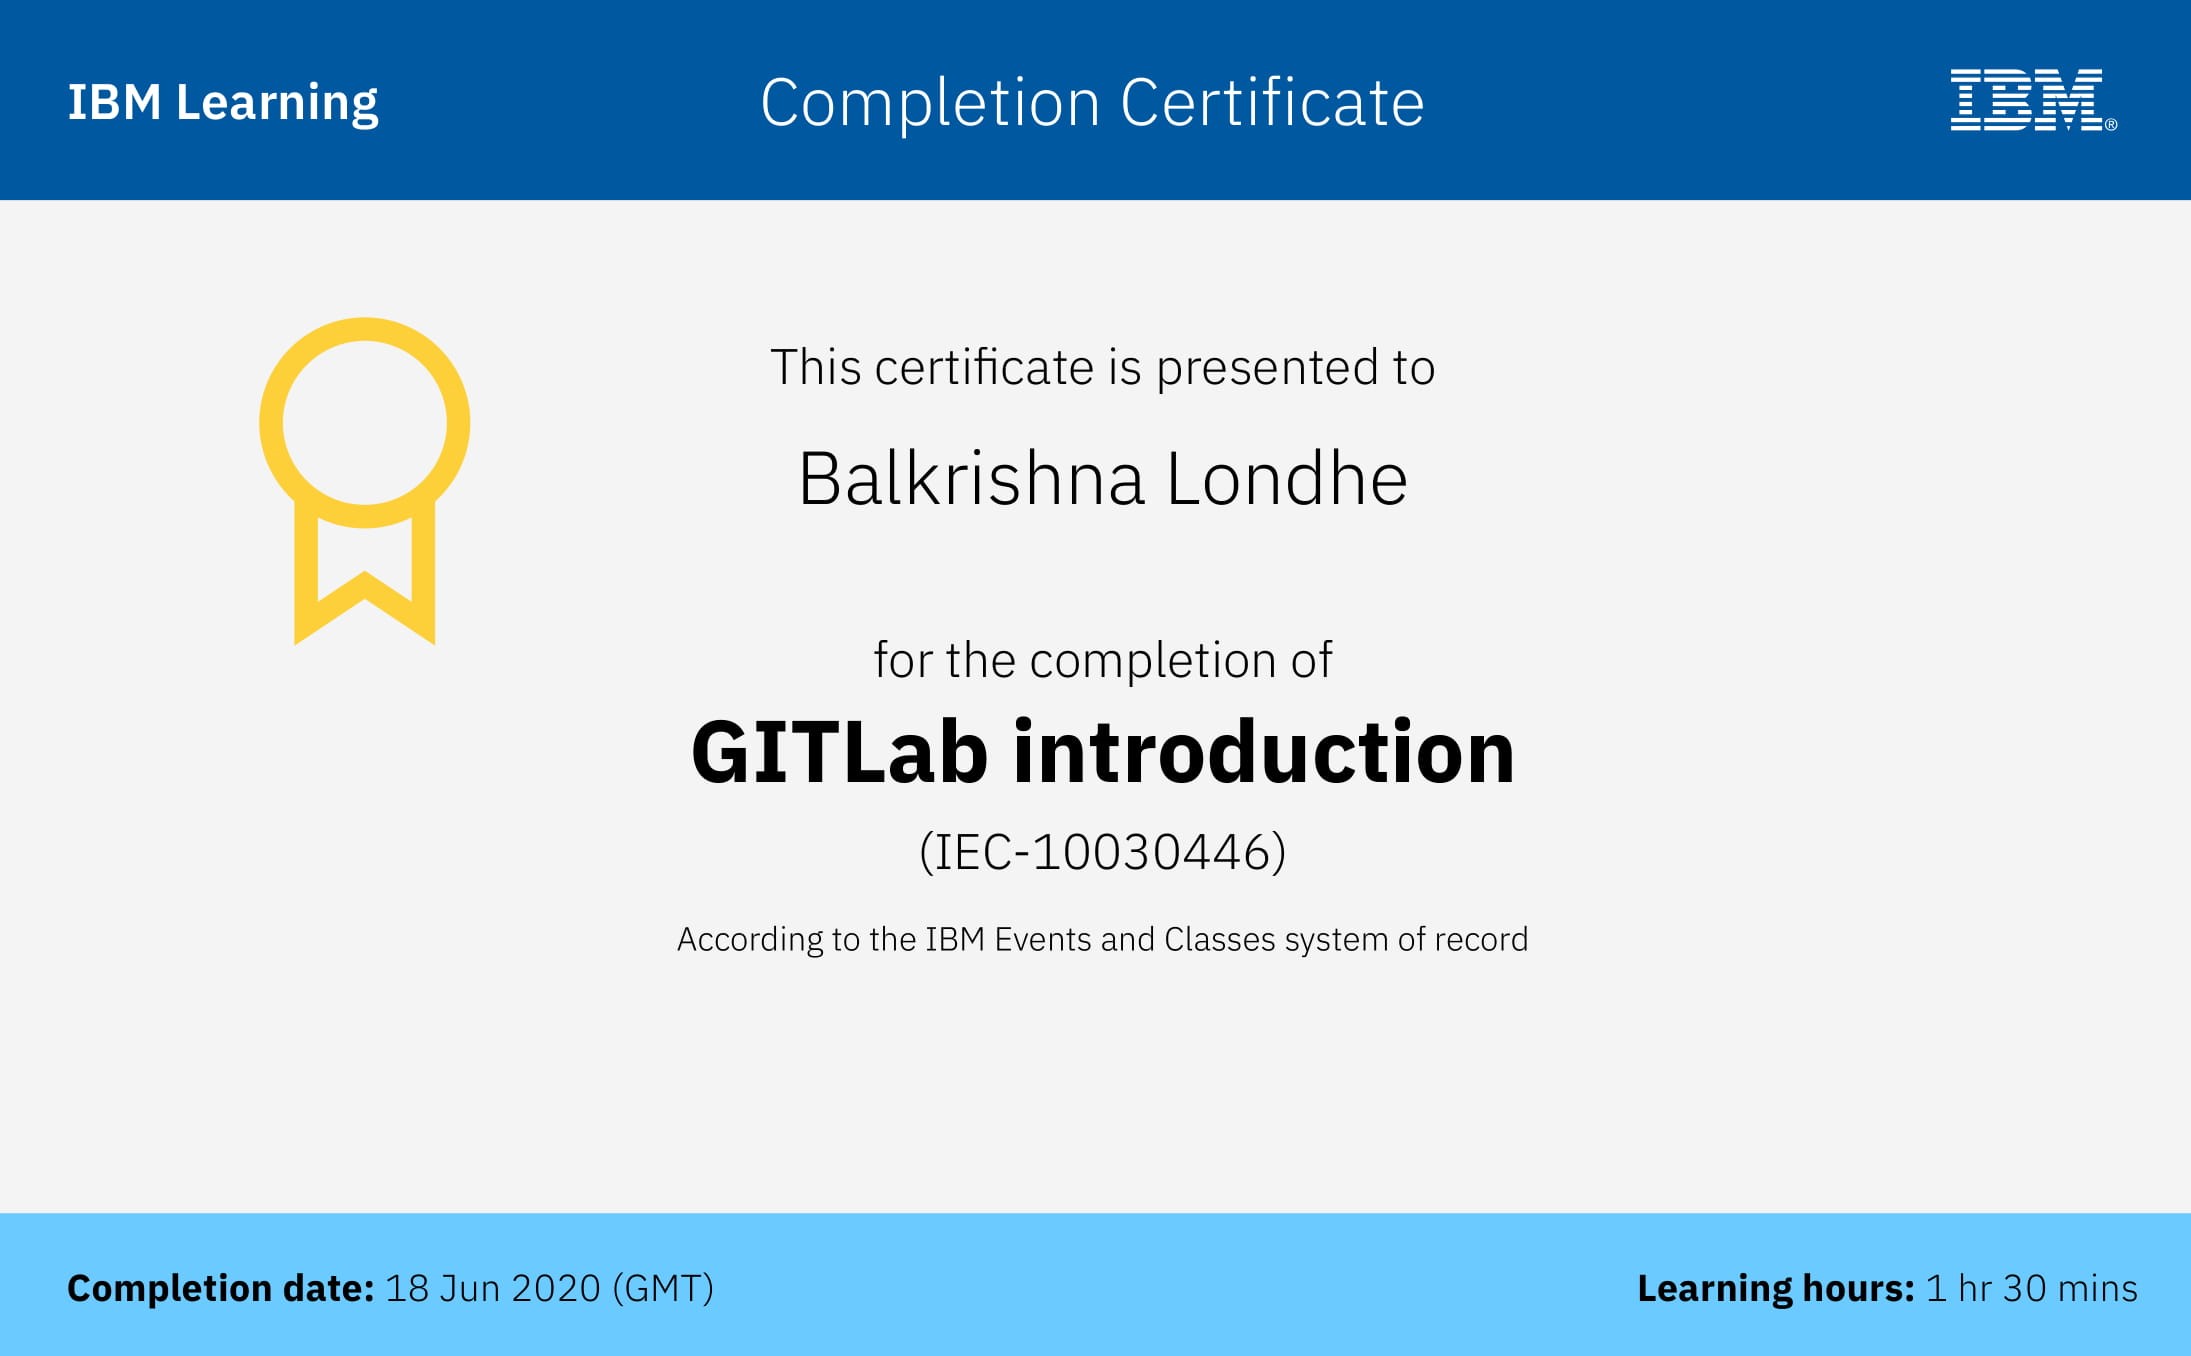 IBM Learning
Completion Certificate
IBM®
This certificate is presented to
Balkrishna Londhe
for the completion of
GITLab introduction
(IEC-10030446)
According to the IBM Events and Classes system of record
Completion date: 18 Jun 2020 (GMT)
Learning hours: 1 hr 30 mins